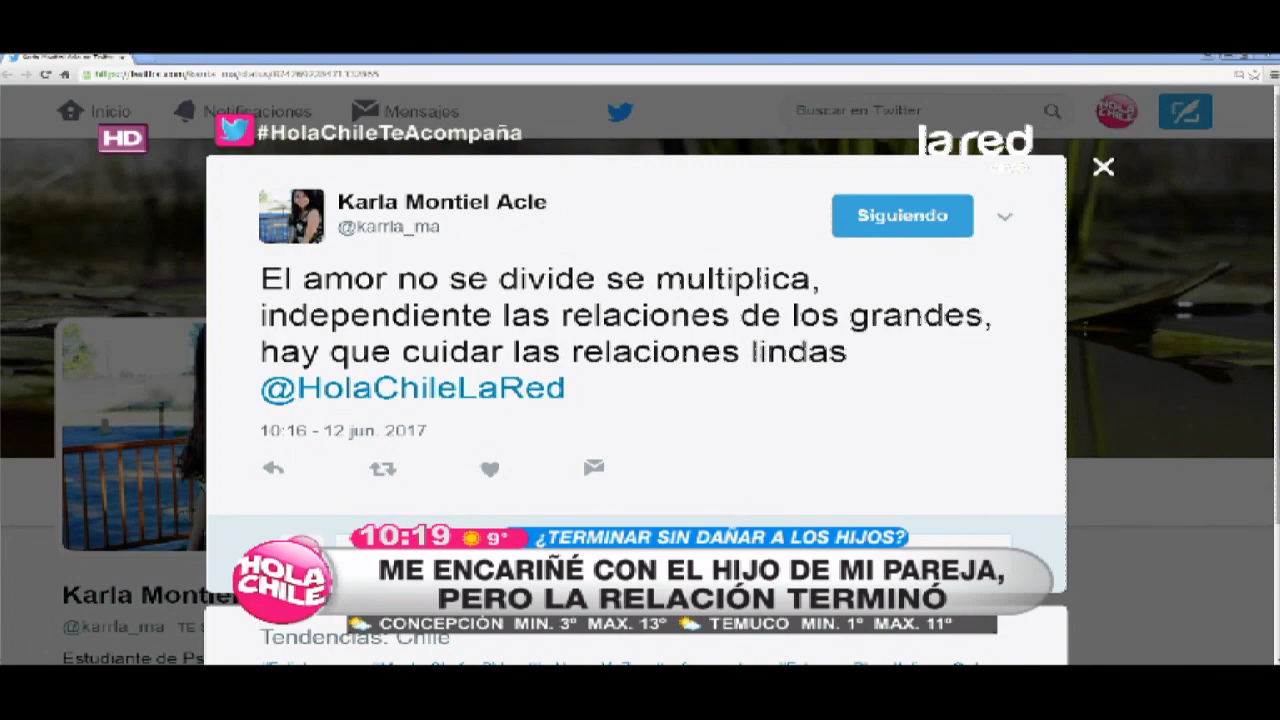 Inicio
Notificaciones
Mensajes
Buscar en Twitter
HOLA CHILE
HD
#HolaChileTeAcompaña
la red
Karla Montiel Acle
@karrla_ma
Siguiendo
El amor no se divide se multiplica,
independiente las relaciones de los grandes,
hay que cuidar las relaciones lindas
@HolaChileLaRed
10:16 - 12 jun. 2017
10:19 9° ¿TERMINAR SIN DAÑAR A LOS HIJOS?
HOLA
CHILE
ME ENCARIÑÉ CON EL HIJO DE MI PAREJA,
PERO LA RELACIÓN TERMINÓ
CONCEPCIÓN MIN. 3° MAX. 13° TEMUCO MIN. 1° MAX. 11°
Karla Montiel
@karrla_ma TE
Estudiante de Ps
Tendencias: Chile